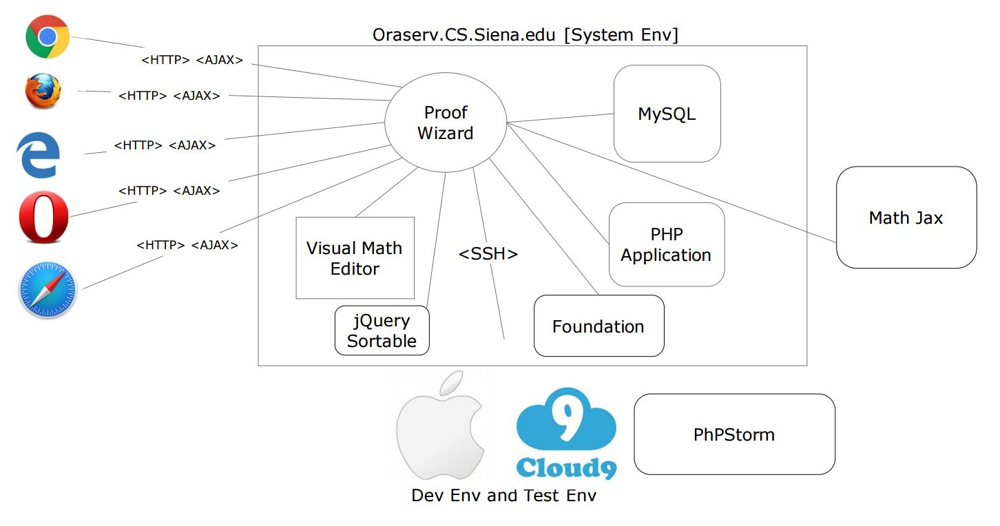 Oraserv.CS.Siena.edu [System Env]
<HTTP> <AJAX>
<HTTP> <AJAX>
<HTTP> <AJAX>
<HTTP> <AJAX>
<HTTP> <AJAX>
Proof
Wizard
MySQL
Math Jax
PHP
Application
Visual Math
Editor
<SSH>
jQuery
Sortable
Foundation
9
Cloud9
PhPStorm
Dev Env and Test Env